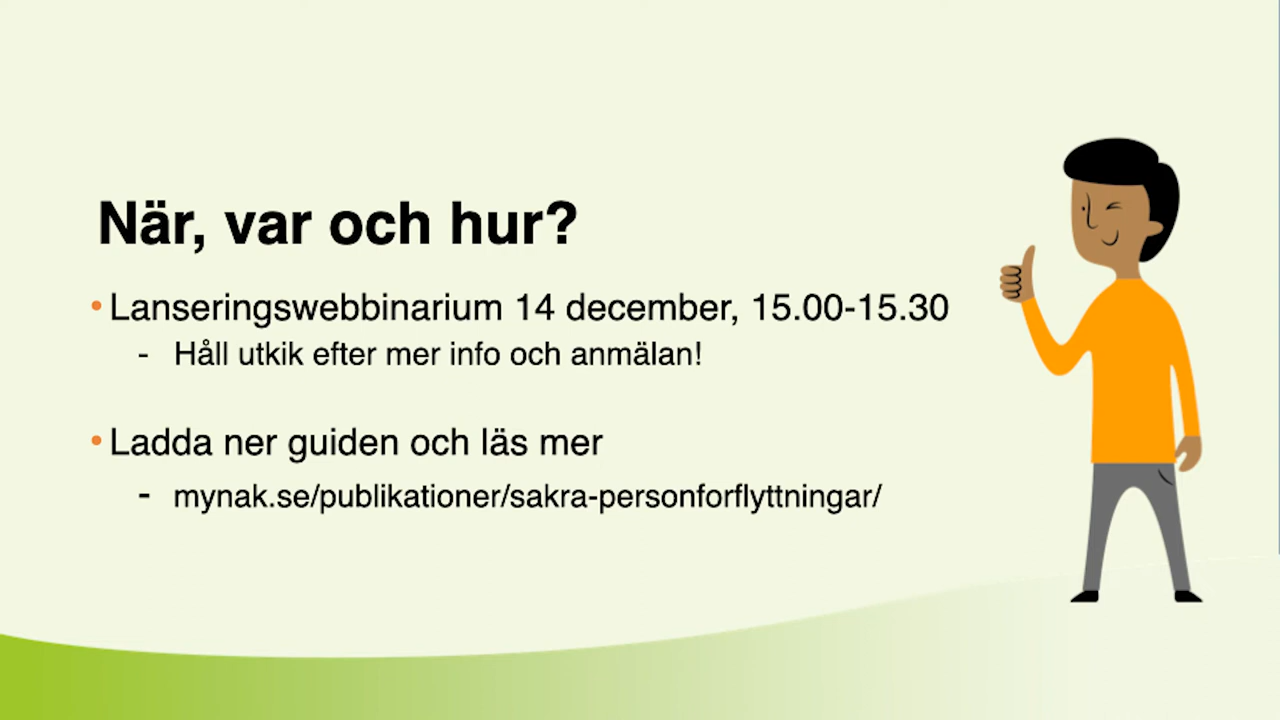 När, var och hur?
• Lanseringswebbinarium 14 december, 15.00-15.30
- Håll utkik efter mer info och anmälan!
• Ladda ner guiden och läs mer
- mynak.se/publikationer/sakra-personforflyttningar/